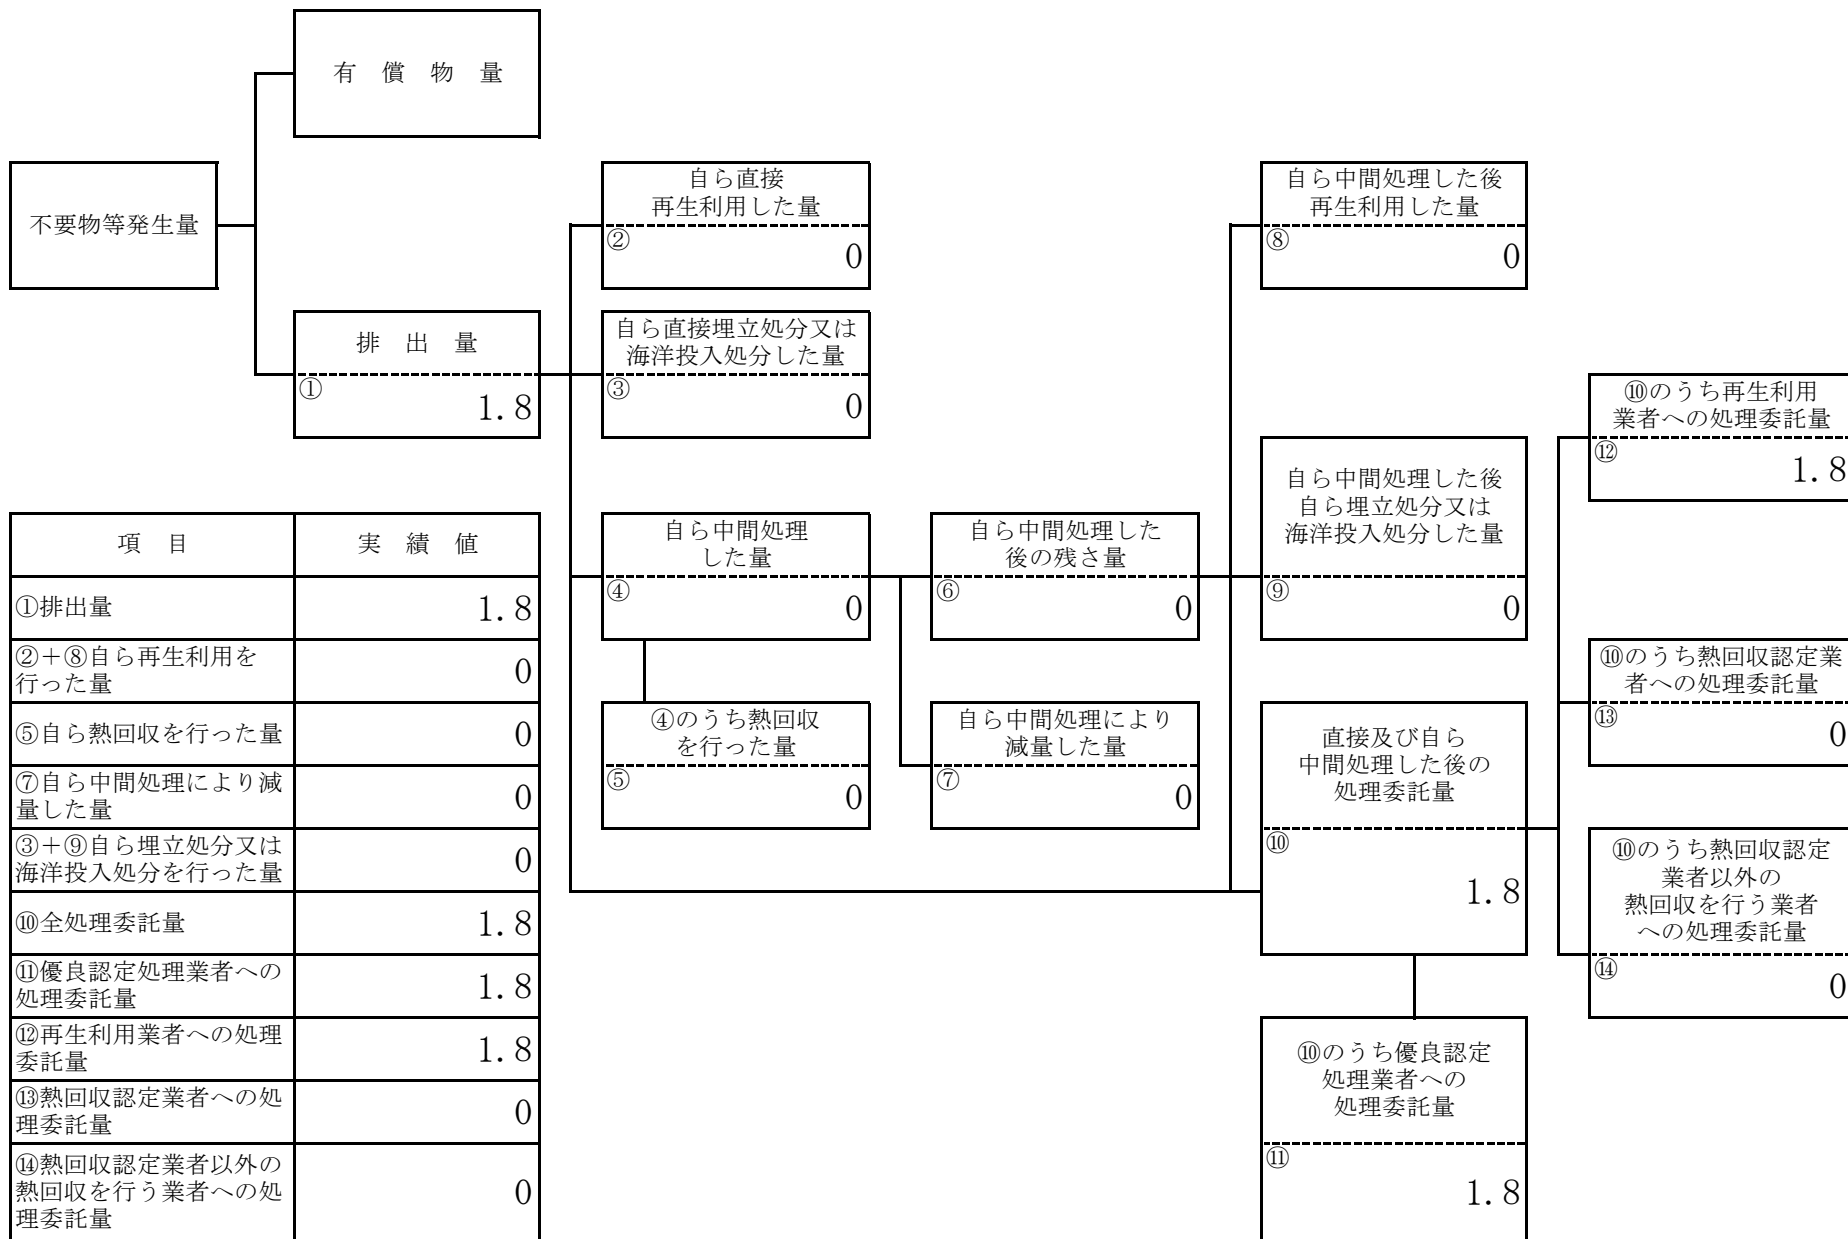 有　償　物　量
不要物等発生量
排　出　量
①
1.8
自ら直接
再生利用した量
②
0
自ら直接埋立処分又は
海洋投入処分した量
③
0
自ら中間処理
した量
④
0
④のうち熱回収
を行った量
⑤
0
自ら中間処理した
後の残さ量
⑥
0
自ら中間処理により
減量した量
⑦
0
自ら中間処理した後
再生利用した量
⑧
0
自ら中間処理した後
自ら埋立処分又は
海洋投入処分した量
⑨
0
直接及び自ら
中間処理した後の
処理委託量
⑩
1.8
⑩のうち優良認定
処理業者への
処理委託量
⑪
1.8
⑩のうち再生利用
業者への処理委託量
⑫
1.8
⑩のうち熱回収認定業
者への処理委託量
⑬
0
⑩のうち熱回収認定
業者以外の
熱回収を行う業者
への処理委託量
⑭
0
項　目　実　績　値
①排出量　1.8
②＋⑧自ら再生利用を
行った量　0
⑤自ら熱回収を行った量　0
⑦自ら中間処理により減
量した量　0
③＋⑨自ら埋立処分又は
海洋投入処分を行った量　0
⑩全処理委託量　1.8
⑪優良認定処理業者への
処理委託量　1.8
⑫再生利用業者への処理
委託量　1.8
⑬熱回収認定業者への処
理委託量　0
⑭熱回収認定業者以外の
熱回収を行う業者への処
理委託量　0